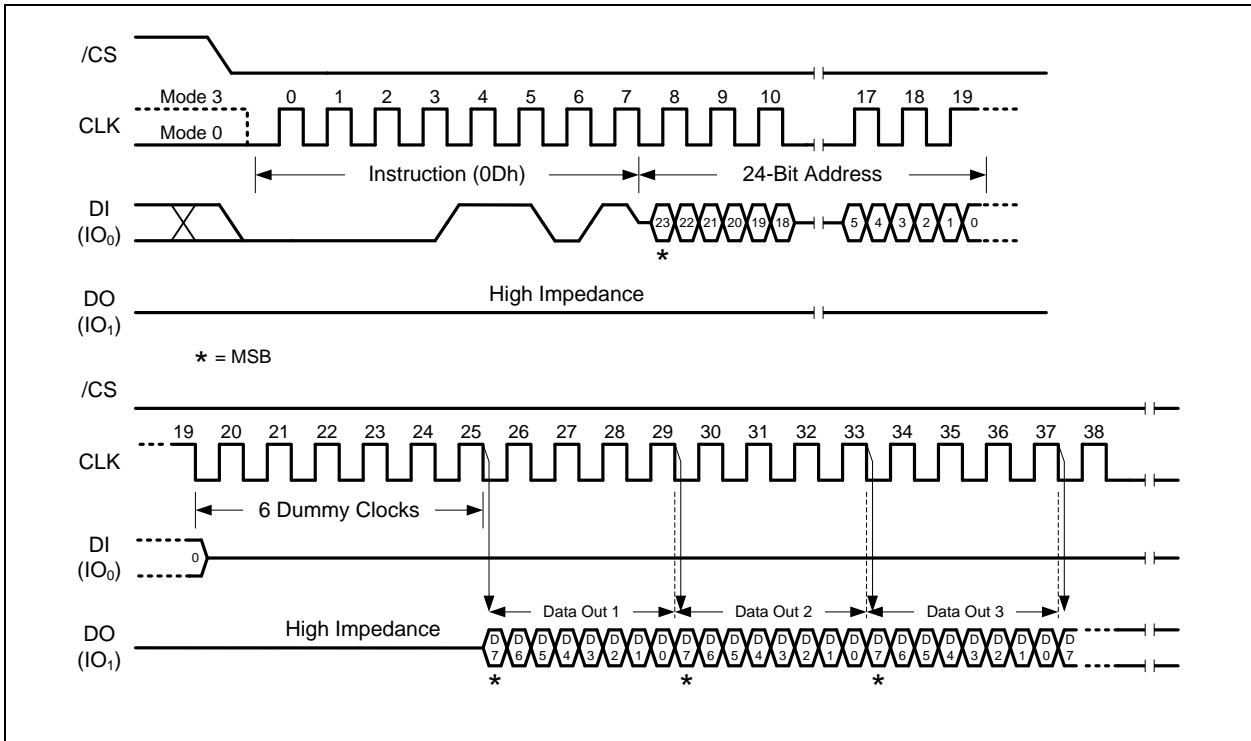 /CS
Mode 3 0 1 2 3 4 5 6 7 8 9 10 17 18 19
CLK
Mode 0
Instruction (0Dh) 24-Bit Address
DI
(IO₀)
23 22 21 20 19 18 5 4 3 2 1 0
*
High Impedance
DO
(IO₁)
* = MSB
/CS
19 20 21 22 23 24 25 26 27 28 29 30 31 32 33 34 35 36 37 38
CLK
6 Dummy Clocks
DI
(IO₀)
0
Data Out 1 Data Out 2 Data Out 3
High Impedance
DO
(IO₁)
D7 D6 D5 D4 D3 D2 D1 D0 D7 D6 D5 D4 D3 D2 D1 D0 D7 D6 D5 D4 D3 D2 D1 D0 D7
* * *